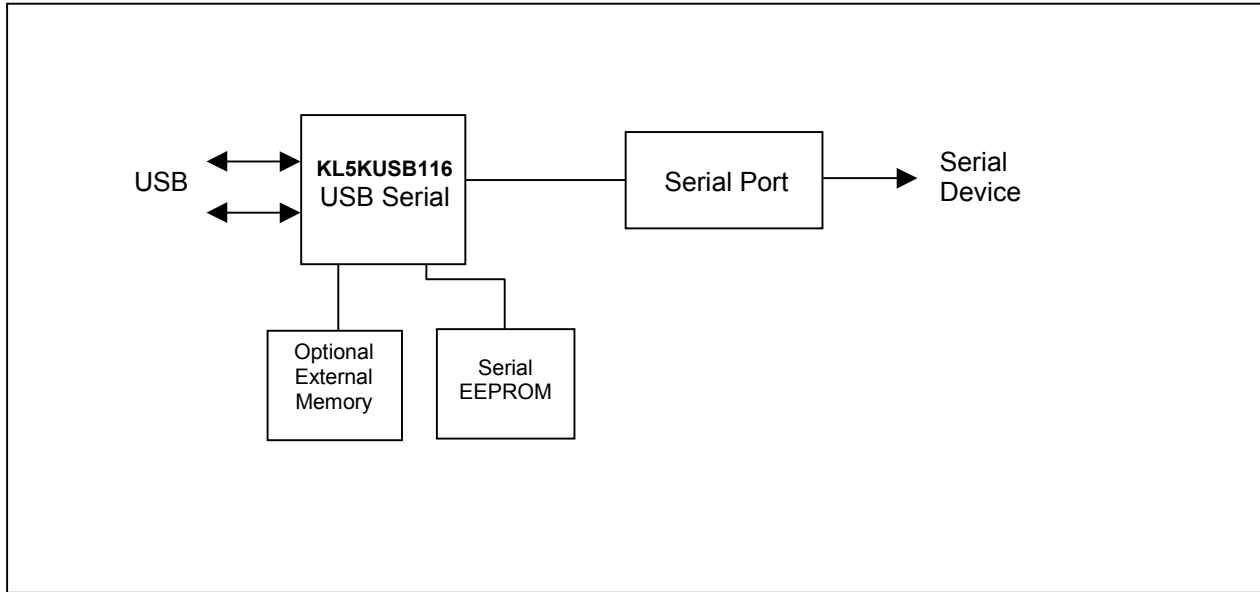 USB
KL5KUSB116
USB Serial
Serial Port
Serial
Device
Optional
External
Memory
Serial
EEPROM